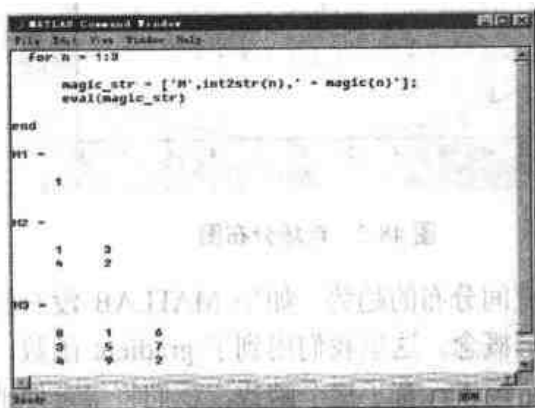 MATLAB Command Window
File Edit View Window Help
for n = 1:3
magic_str = ['M',int2str(n),' = magic(n)'];
eval(magic_str)
end
M1 =
1
M2 =
1 3
4 2
M3 =
8 1 6
3 5 7
4 9 2
Ready
NUM